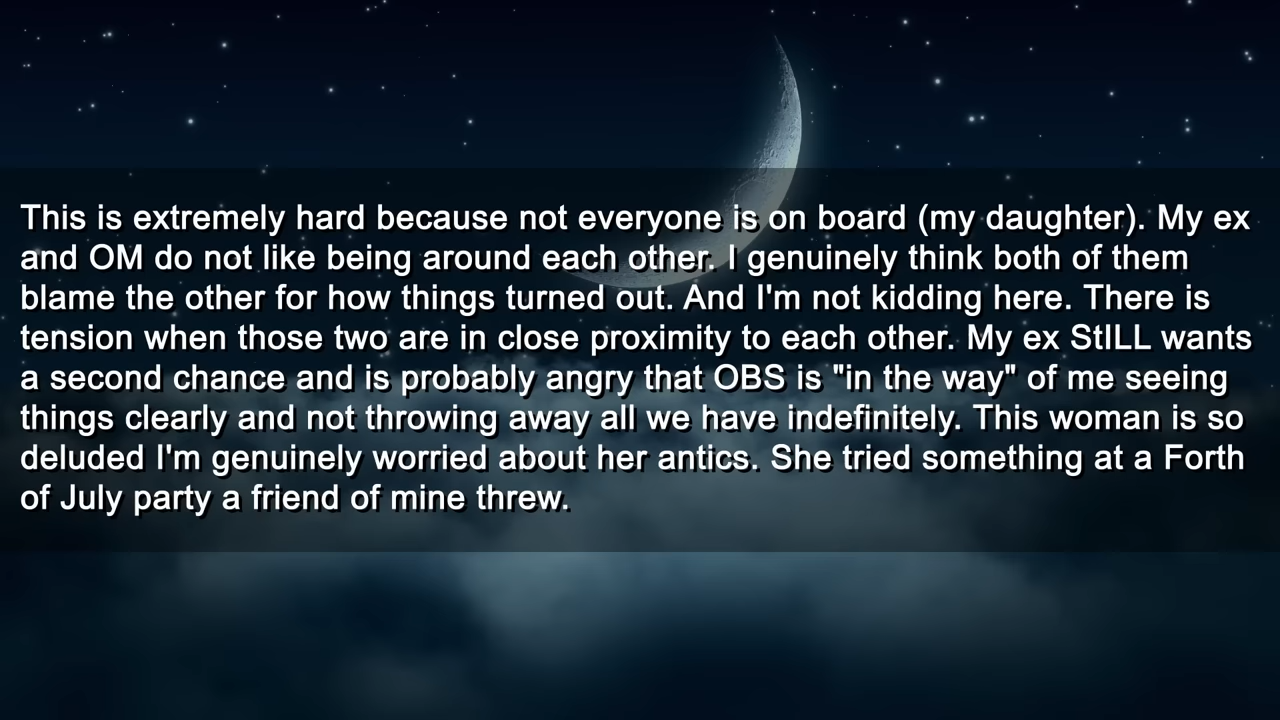 This is extremely hard because not everyone is on board (my daughter). My ex
and OM do not like being around each other. I genuinely think both of them
blame the other for how things turned out. And I'm not kidding here. There is
tension when those two are in close proximity to each other. My ex StILL wants
a second chance and is probably angry that OBS is "in the way" of me seeing
things clearly and not throwing away all we have indefinitely. This woman is so
deluded I'm genuinely worried about her antics. She tried something at a Forth
of July party a friend of mine threw.